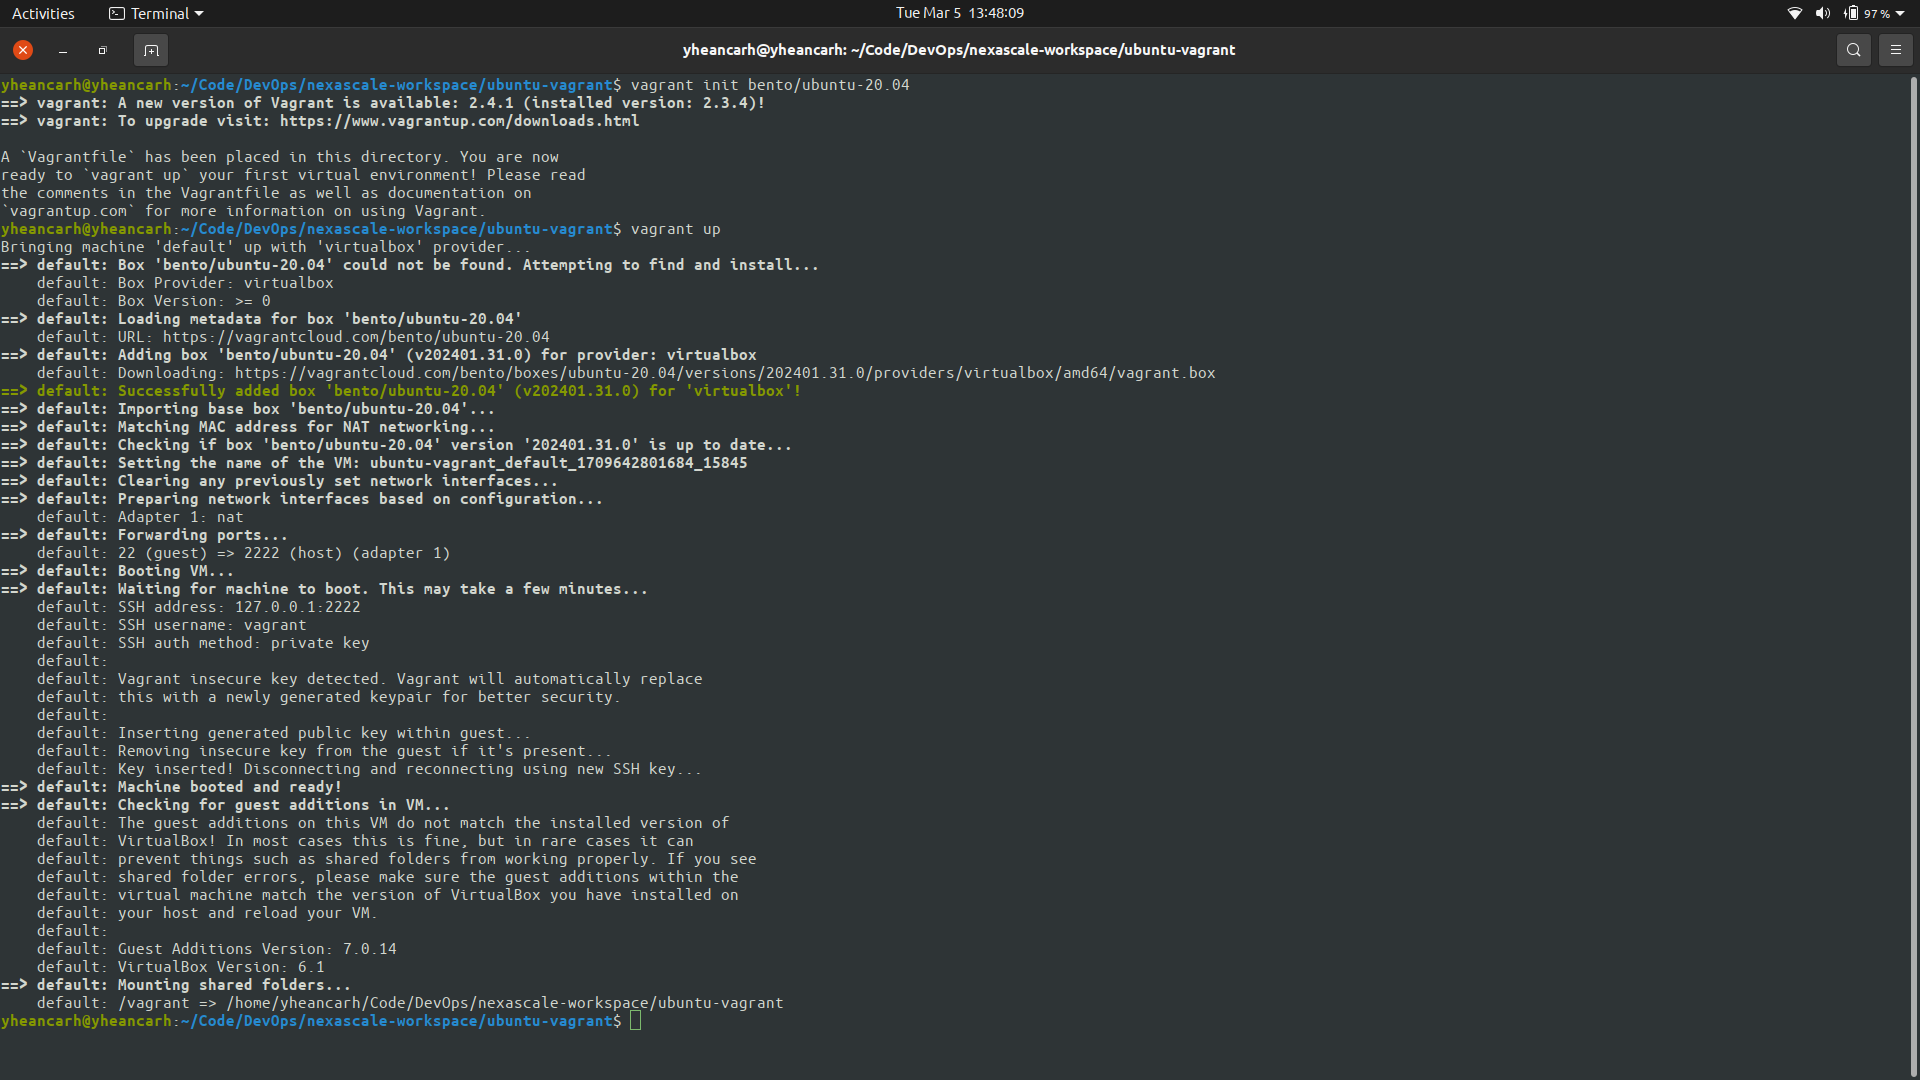 Activities Terminal Tue Mar 5 13:48:09 97 %
yheancarh@yheancarh: ~/Code/DevOps/nexascale-workspace/ubuntu-vagrant
yheancarh@yheancarh:~/Code/DevOps/nexascale-workspace/ubuntu-vagrant$ vagrant init bento/ubuntu-20.04
==> vagrant: A new version of Vagrant is available: 2.4.1 (installed version: 2.3.4)!
==> vagrant: To upgrade visit: https://www.vagrantup.com/downloads.html

A `Vagrantfile` has been placed in this directory. You are now
ready to `vagrant up` your first virtual environment! Please read
the comments in the Vagrantfile as well as documentation on
`vagrantup.com` for more information on using Vagrant.
yheancarh@yheancarh:~/Code/DevOps/nexascale-workspace/ubuntu-vagrant$ vagrant up
Bringing machine 'default' up with 'virtualbox' provider...
==> default: Box 'bento/ubuntu-20.04' could not be found. Attempting to find and install...
    default: Box Provider: virtualbox
    default: Box Version: >= 0
==> default: Loading metadata for box 'bento/ubuntu-20.04'
    default: URL: https://vagrantcloud.com/bento/ubuntu-20.04
==> default: Adding box 'bento/ubuntu-20.04' (v202401.31.0) for provider: virtualbox
    default: Downloading: https://vagrantcloud.com/bento/boxes/ubuntu-20.04/versions/202401.31.0/providers/virtualbox/amd64/vagrant.box
==> default: Successfully added box 'bento/ubuntu-20.04' (v202401.31.0) for 'virtualbox'!
==> default: Importing base box 'bento/ubuntu-20.04'...
==> default: Matching MAC address for NAT networking...
==> default: Checking if box 'bento/ubuntu-20.04' version '202401.31.0' is up to date...
==> default: Setting the name of the VM: ubuntu-vagrant_default_1709642801684_15845
==> default: Clearing any previously set network interfaces...
==> default: Preparing network interfaces based on configuration...
    default: Adapter 1: nat
==> default: Forwarding ports...
    default: 22 (guest) => 2222 (host) (adapter 1)
==> default: Booting VM...
==> default: Waiting for machine to boot. This may take a few minutes...
    default: SSH address: 127.0.0.1:2222
    default: SSH username: vagrant
    default: SSH auth method: private key
    default:
    default: Vagrant insecure key detected. Vagrant will automatically replace
    default: this with a newly generated keypair for better security.
    default:
    default: Inserting generated public key within guest...
    default: Removing insecure key from the guest if it's present...
    default: Key inserted! Disconnecting and reconnecting using new SSH key...
==> default: Machine booted and ready!
==> default: Checking for guest additions in VM...
    default: The guest additions on this VM do not match the installed version of
    default: VirtualBox! In most cases this is fine, but in rare cases it can
    default: prevent things such as shared folders from working properly. If you see
    default: shared folder errors, please make sure the guest additions within the
    default: virtual machine match the version of VirtualBox you have installed on
    default: your host and reload your VM.
    default:
    default: Guest Additions Version: 7.0.14
    default: VirtualBox Version: 6.1
==> default: Mounting shared folders...
    default: /vagrant => /home/yheancarh/Code/DevOps/nexascale-workspace/ubuntu-vagrant
yheancarh@yheancarh:~/Code/DevOps/nexascale-workspace/ubuntu-vagrant$